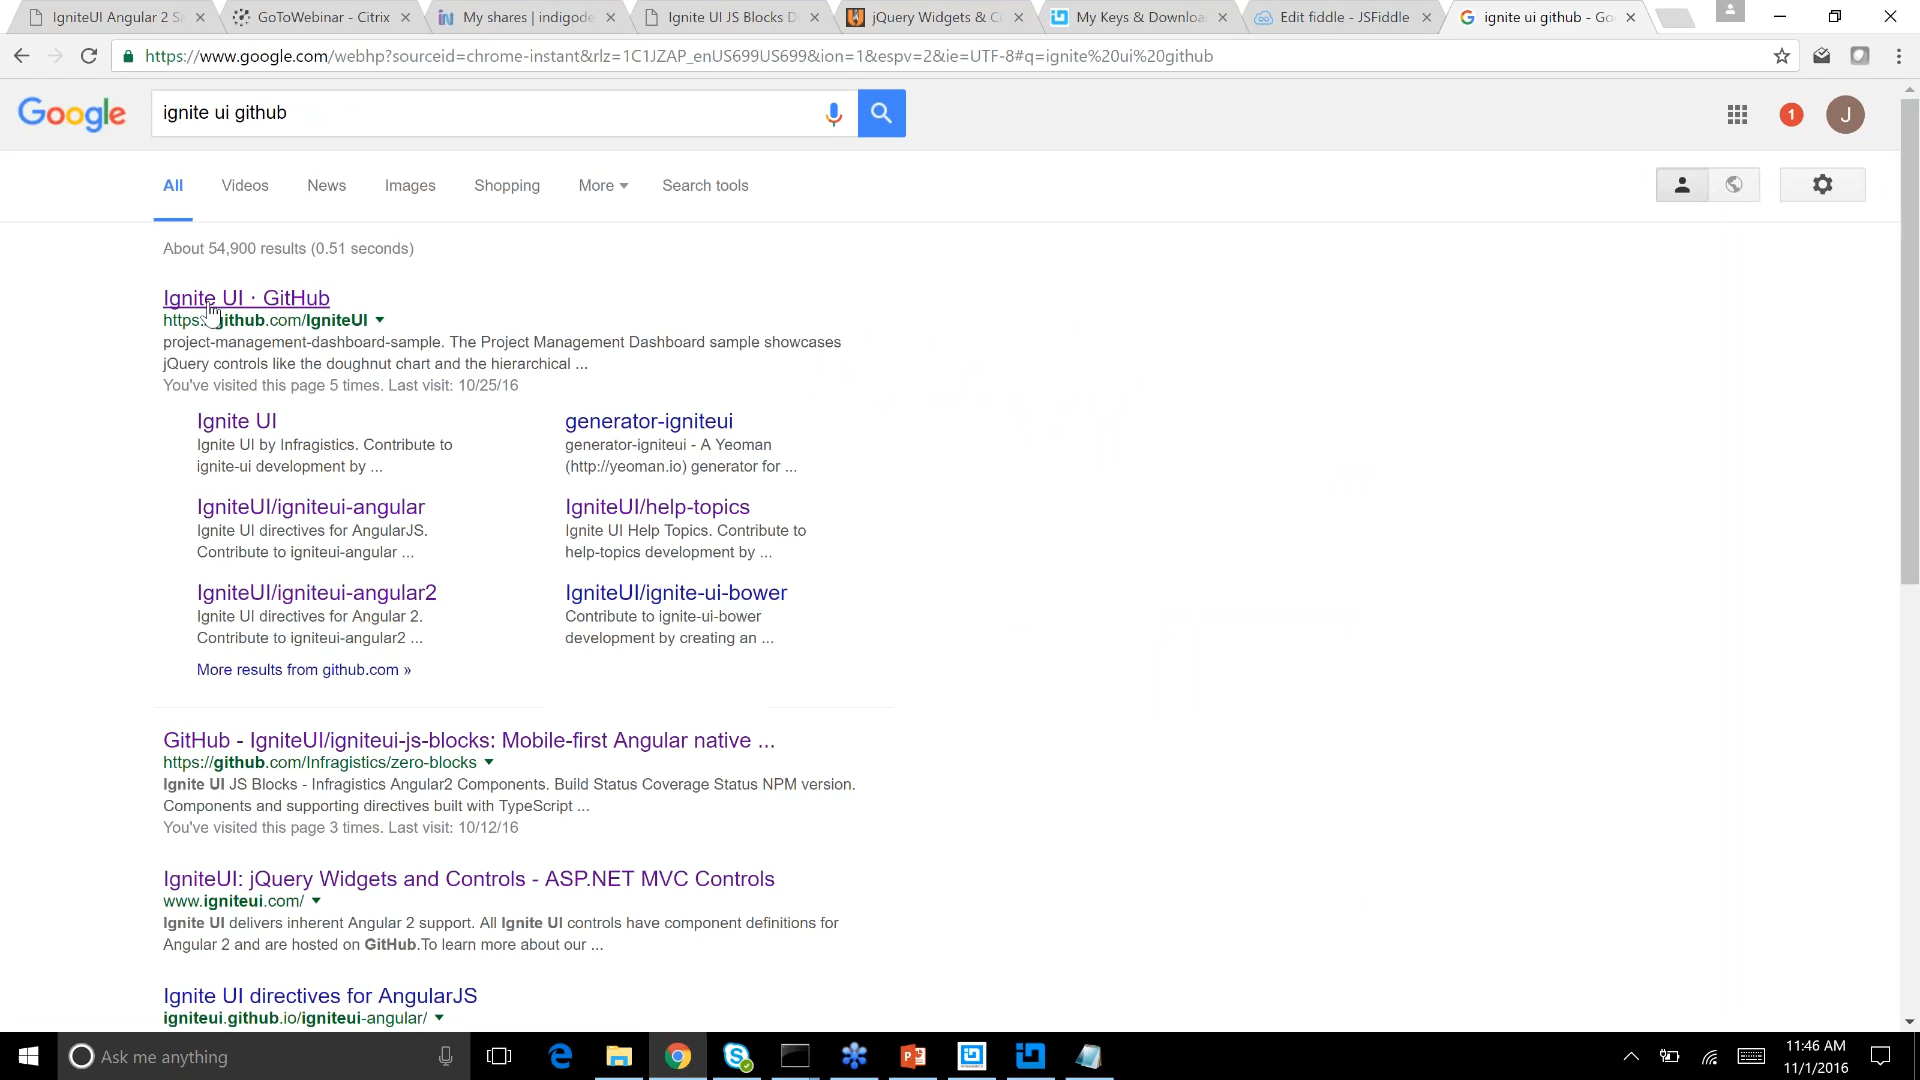 IgniteUI Angular 2 Sa
GoToWebinar - Citrix
My shares | indigode
Ignite UI JS Blocks D
jQuery Widgets & C
My Keys & Downloa
Edit fiddle - JSFiddle
ignite ui github - Go
https://www.google.com/webhp?sourceid=chrome-instant&rlz=1C1JZAP_enUS699US699&ion=1&espv=2&ie=UTF-8#q=ignite%20ui%20github
Google
ignite ui github
1
J
All
Videos
News
Images
Shopping
More
Search tools
About 54,900 results (0.51 seconds)
Ignite UI · GitHub
https://github.com/IgniteUI
project-management-dashboard-sample. The Project Management Dashboard sample showcases
jQuery controls like the doughnut chart and the hierarchical ...
You've visited this page 5 times. Last visit: 10/25/16
Ignite UI
Ignite UI by Infragistics. Contribute to
ignite-ui development by ...
generator-igniteui
generator-igniteui - A Yeoman
(http://yeoman.io) generator for ...
IgniteUI/igniteui-angular
Ignite UI directives for AngularJS.
Contribute to igniteui-angular ...
IgniteUI/help-topics
Ignite UI Help Topics. Contribute to
help-topics development by ...
IgniteUI/igniteui-angular2
Ignite UI directives for Angular 2.
Contribute to igniteui-angular2 ...
IgniteUI/ignite-ui-bower
Contribute to ignite-ui-bower
development by creating an ...
More results from github.com »
GitHub - IgniteUI/igniteui-js-blocks: Mobile-first Angular native ...
https://github.com/Infragistics/zero-blocks
Ignite UI JS Blocks - Infragistics Angular2 Components. Build Status Coverage Status NPM version.
Components and supporting directives built with TypeScript ...
You've visited this page 3 times. Last visit: 10/12/16
IgniteUI: jQuery Widgets and Controls - ASP.NET MVC Controls
www.igniteui.com/
Ignite UI delivers inherent Angular 2 support. All Ignite UI controls have component definitions for
Angular 2 and are hosted on GitHub.To learn more about our ...
Ignite UI directives for AngularJS
igniteui.github.io/igniteui-angular/
Ask me anything
11:46 AM
11/1/2016